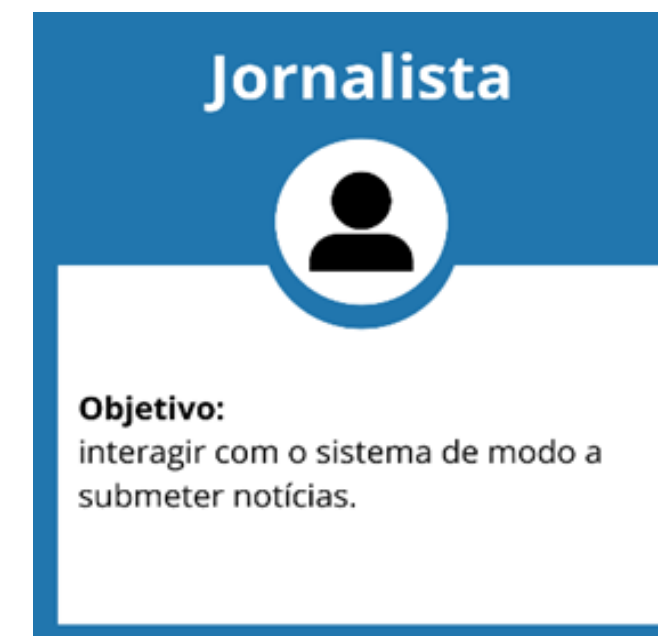 Jornalista
Objetivo:
interagir com o sistema de modo a
submeter notícias.